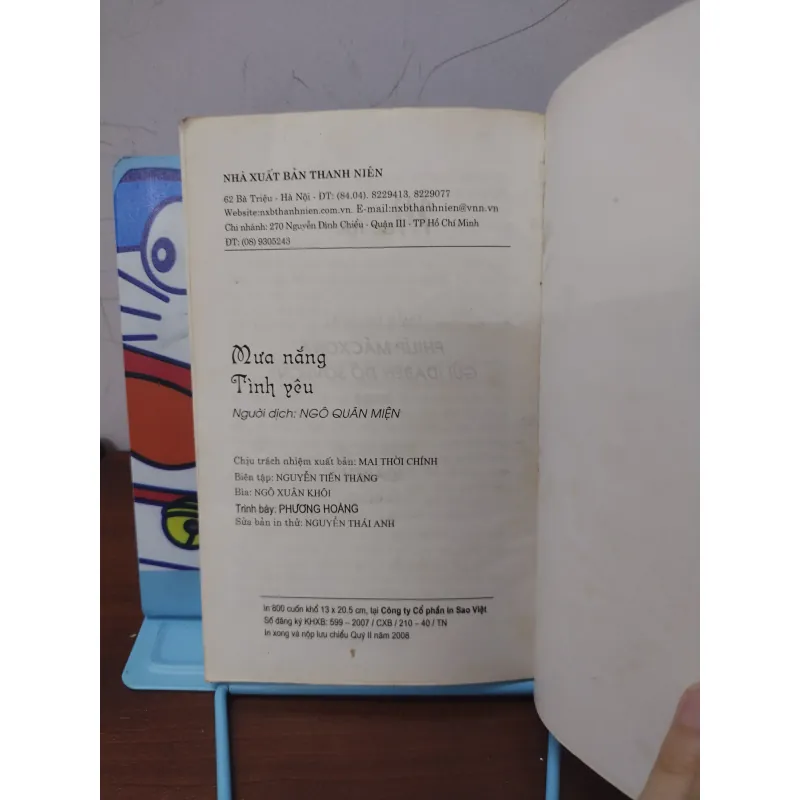 NHÀ XUẤT BẢN THANH NIÊN
62 Bà Triệu - Hà Nội - ĐT: (84.04). 8229413, 8229077
Website:nxbthanhnien.com.vn. E-mail:nxbthanhnien@vnn.vn
Chi nhánh: 270 Nguyễn Đình Chiểu - Quận III - TP Hồ Chí Minh
ĐT: (08) 9305243
Mưa nắng
Tình yêu
Người dịch: NGÔ QUÂN MIỆN
Chịu trách nhiệm xuất bản: MAI THỜI CHÍNH
Biên tập: NGUYỄN TIẾN THĂNG
Bìa: NGÔ XUÂN KHÔI
Trình bày: PHƯƠNG HOÀNG
Sửa bản in thử: NGUYỄN THÁI ANH
In 800 cuốn khổ 13 x 20.5 cm, tại Công ty Cổ phần In Sao Việt
Số đăng ký KHXB: 599 – 2007 / CXB / 210 – 40 / TN
In xong và nộp lưu chiểu Quý II năm 2008